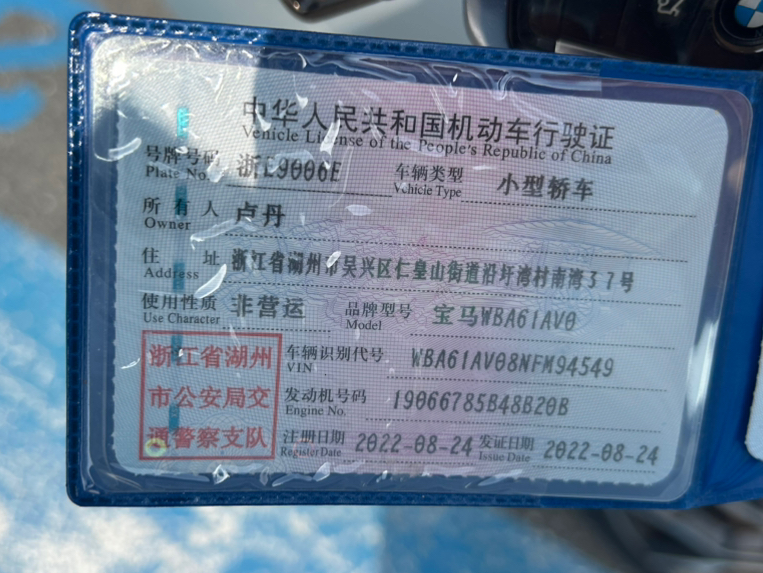 中华人民共和国机动车行驶证
Vehicle License of the People's Republic of China
号牌号码 浙E9006E 车辆类型 小型轿车
Plate No. Vehicle Type
所有人 卢丹
Owner
住址 浙江省湖州市吴兴区仁皇山街道沿圩湾村南湾37号
Address
使用性质 非营运 品牌型号 宝马WBA61AV0
Use Character Model
浙江省湖州 车辆识别代号 WBA61AV08NFM94549
VIN
市公安局交 发动机号码 19066785B48B20B
Engine No.
通警察支队 注册日期 2022-08-24 发证日期 2022-08-24
Register Date Issue Date